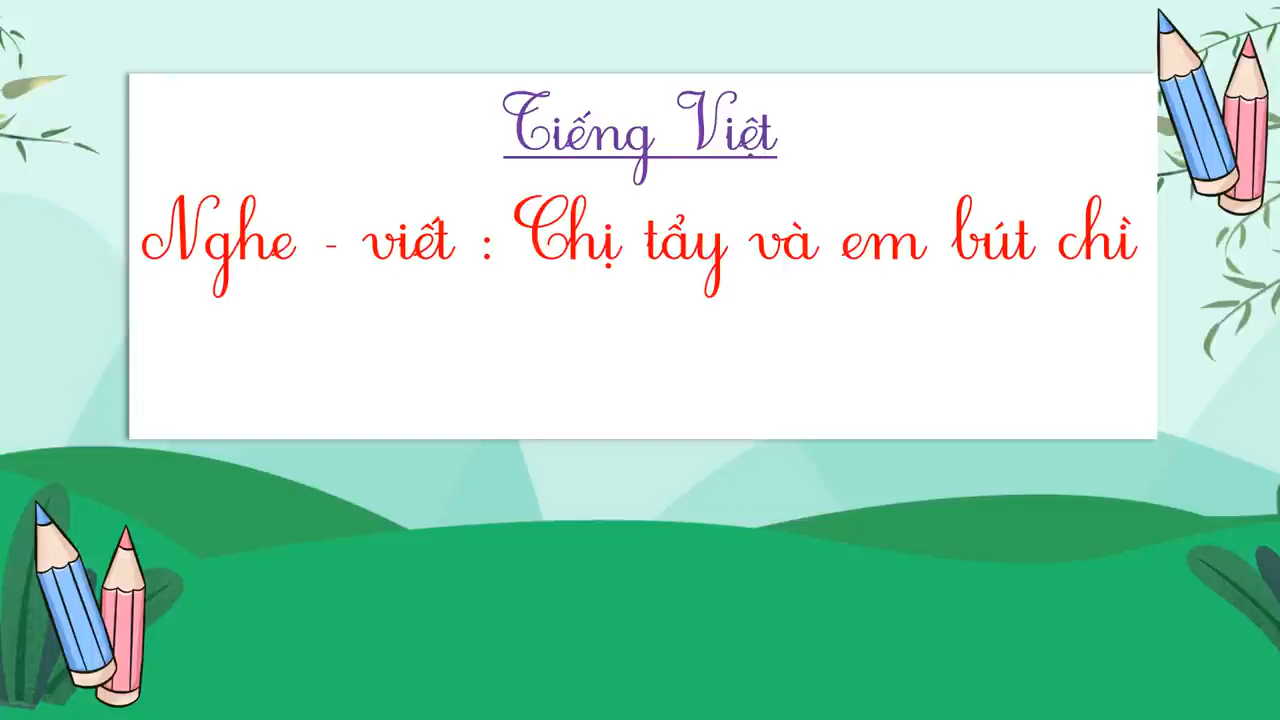 Tiếng Việt
Nghe - viết : Chị tẩy và em bút chì